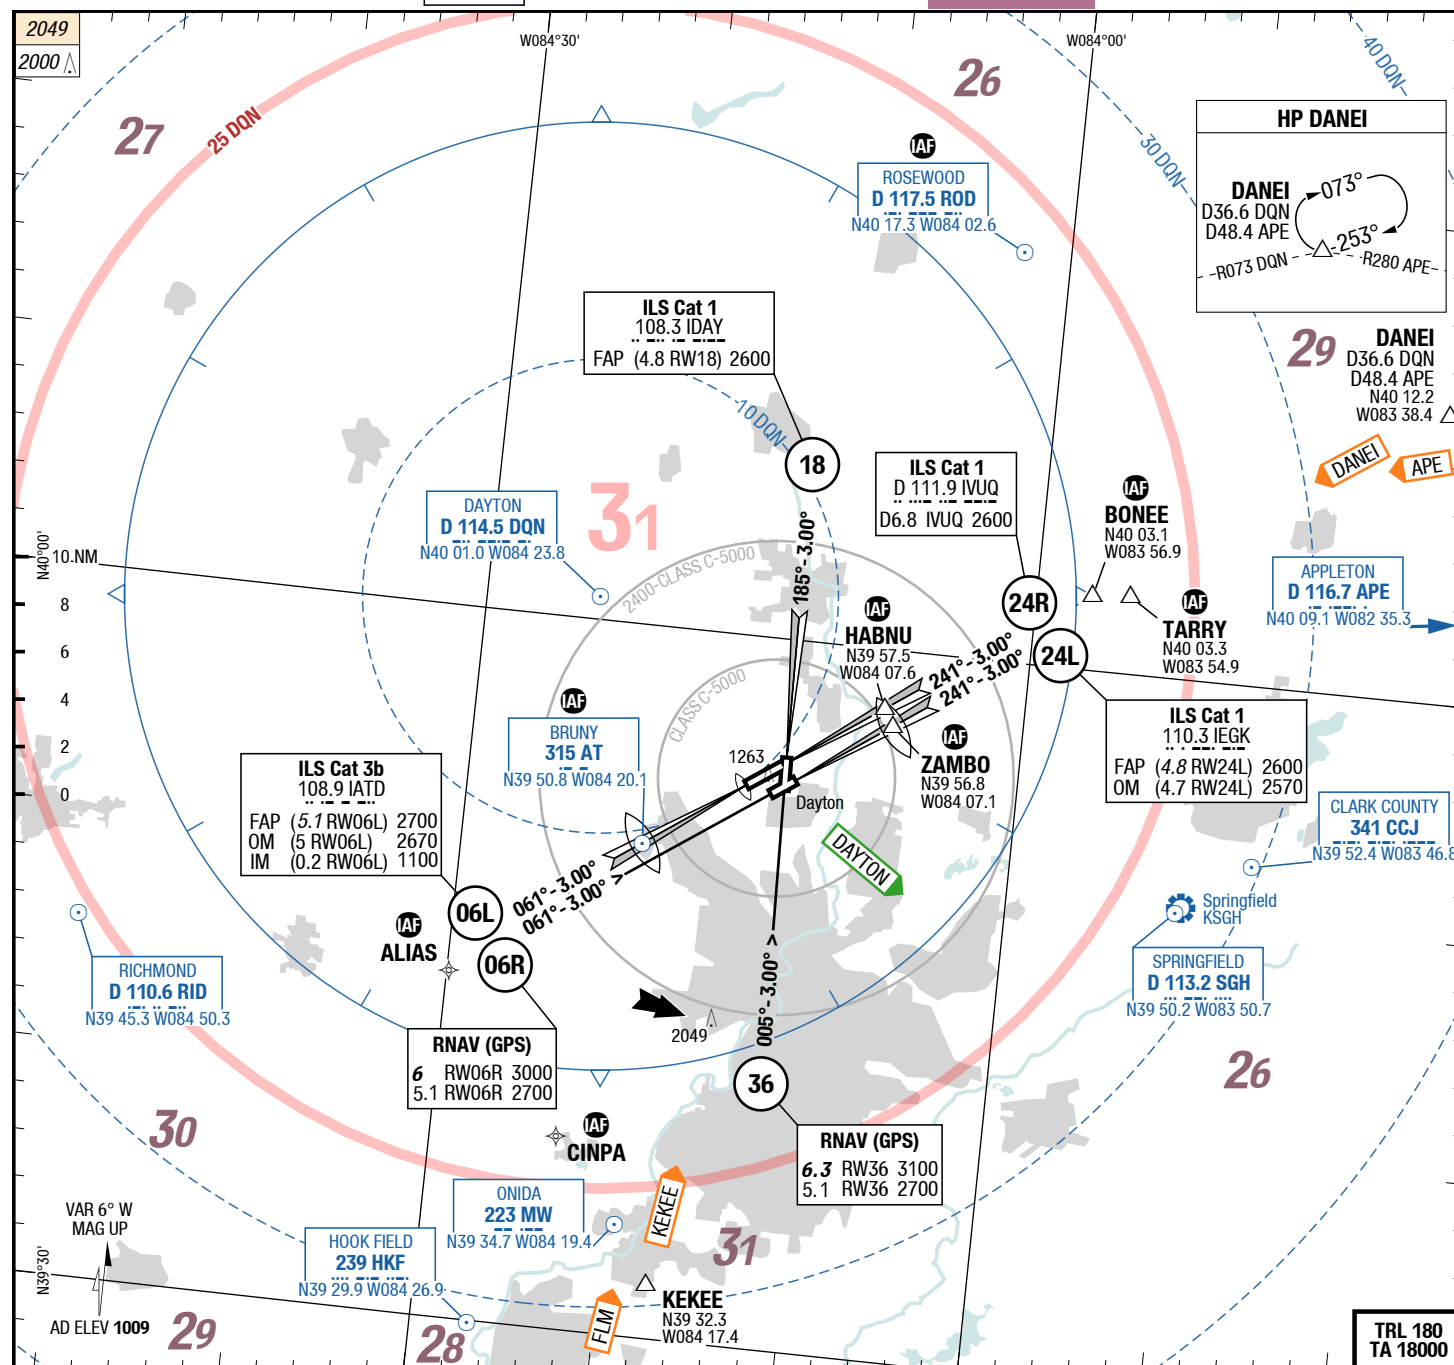 2049
2000
W084°30'
W084°00'
40 DQN
27
25 DQN
26
30 DQN
HP DANEI
DANEI
D36.6 DQN
D48.4 APE
073°
253°
R073 DQN
R280 APE
IAF
ROSEWOOD
D 117.5 ROD
N40 17.3 W084 02.6
ILS Cat 1
108.3 IDAY
FAP (4.8 RW18) 2600
29
DANEI
D36.6 DQN
D48.4 APE
N40 12.2
W083 38.4
DANEI
APE
10 DQN
18
ILS Cat 1
D 111.9 IVUQ
D6.8 IVUQ 2600
31
DAYTON
D 114.5 DQN
N40 01.0 W084 23.8
IAF
BONEE
N40 03.1
W083 56.9
N40°00'
10 NM
8
6
4
2
0
2400-CLASS C-5000
185°- 3.00°
24R
APPLETON
D 116.7 APE
N40 09.1 W082 35.3
IAF
TARRY
N40 03.3
W083 54.9
IAF
HABNU
N39 57.5
W084 07.6
24L
241°- 3.00°
241°- 3.00°
CLASS C-5000
IAF
BRUNY
315 AT
N39 50.8 W084 20.1
IAF
ZAMBO
N39 56.8
W084 07.1
ILS Cat 1
110.3 IEGK
FAP (4.8 RW24L) 2600
OM (4.7 RW24L) 2570
1263
Dayton
ILS Cat 3b
108.9 IATD
FAP (5.1 RW06L) 2700
OM (5 RW06L) 2670
IM (0.2 RW06L) 1100
CLARK COUNTY
341 CCJ
N39 52.4 W083 46.8
DAYTON
061°- 3.00°
061°- 3.00° >
06L
IAF
ALIAS
06R
Springfield
KSGH
RICHMOND
D 110.6 RID
N39 45.3 W084 50.3
SPRINGFIELD
D 113.2 SGH
N39 50.2 W083 50.7
005°- 3.00° >
2049
RNAV (GPS)
6 RW06R 3000
5.1 RW06R 2700
36
26
30
IAF
CINPA
RNAV (GPS)
6.3 RW36 3100
5.1 RW36 2700
ONIDA
223 MW
N39 34.7 W084 19.4
KEKEE
VAR 6° W
MAG UP
HOOK FIELD
239 HKF
N39 29.9 W084 26.9
31
N39°30'
KEKEE
N39 32.3
W084 17.4
FLM
AD ELEV 1009
29
28
TRL 180
TA 18000